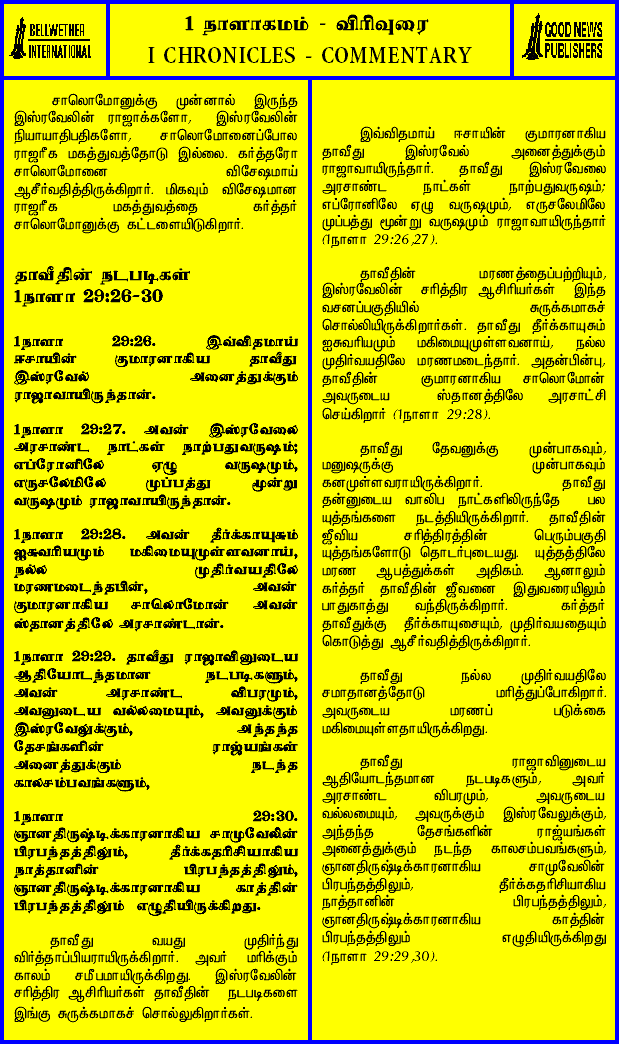 BELLWETHER
INTERNATIONAL
1 நாளாகமம் - விரிவுரை
I CHRONICLES - COMMENTARY
GOOD NEWS
PUBLISHERS
சாலொமோனுக்கு முன்னால் இருந்த
இஸ்ரவேலின் ராஜாக்களோ, இஸ்ரவேலின்
நியாயாதிபதிகளோ, சாலொமோனைப்போல
ராஜரீக மகத்துவத்தோடு இல்லை. கர்த்தரோ
சாலொமோனை விசேஷமாய்
ஆசீர்வதித்திருக்கிறார். மிகவும் விசேஷமான
ராஜரீக மகத்துவத்தை கர்த்தர்
சாலொமோனுக்கு கட்டளையிடுகிறார்.
தாவீதின் நடபடிகள்
1நாளா 29:26-30
1நாளா 29:26. இவ்விதமாய்
ஈசாயின் குமாரனாகிய தாவீது
இஸ்ரவேல் அனைத்துக்கும்
ராஜாவாயிருந்தான்.
1நாளா 29:27. அவன் இஸ்ரவேலை
அரசாண்ட நாட்கள் நாற்பதுவருஷம்;
எப்ரோனிலே ஏழு வருஷமும்,
எருசலேமிலே முப்பத்து மூன்று
வருஷமும் ராஜாவாயிருந்தான்.
1நாளா 29:28. அவன் தீர்க்காயுசும்
ஐசுவரியமும் மகிமையுமுள்ளவனாய்,
நல்ல முதிர்வயதிலே
மரணமடைந்தபின், அவன்
குமாரனாகிய சாலொமோன் அவன்
ஸ்தானத்திலே அரசாண்டான்.
1நாளா 29:29. தாவீது ராஜாவினுடைய
ஆதியோடந்தமான நடபடிகளும்,
அவன் அரசாண்ட விபரமும்,
அவனுடைய வல்லமையும், அவனுக்கும்
இஸ்ரவேலுக்கும், அந்தந்த
தேசங்களின் ராஜ்யங்கள்
அனைத்துக்கும் நடந்த
காலசம்பவங்களும்,
1நாளா 29:30.
ஞானதிருஷ்டிக்காரனாகிய சாமுவேலின்
பிரபந்தத்திலும், தீர்க்கதரிசியாகிய
நாத்தானின் பிரபந்தத்திலும்,
ஞானதிருஷ்டிக்காரனாகிய காத்தின்
பிரபந்தத்திலும் எழுதியிருக்கிறது.
தாவீது வயது முதிர்ந்து
விர்த்தாப்பியராயிருக்கிறார். அவர் மரிக்கும்
காலம் சமீபமாயிருக்கிறது. இஸ்ரவேலின்
சரித்திர ஆசிரியர்கள் தாவீதின் நடபடிகளை
இங்கு சுருக்கமாகச் சொல்லுகிறார்கள்.
இவ்விதமாய் ஈசாயின் குமாரனாகிய
தாவீது இஸ்ரவேல் அனைத்துக்கும்
ராஜாவாயிருந்தார். தாவீது இஸ்ரவேலை
அரசாண்ட நாட்கள் நாற்பதுவருஷம்;
எப்ரோனிலே ஏழு வருஷமும், எருசலேமிலே
முப்பத்து மூன்று வருஷமும் ராஜாவாயிருந்தார்
(1நாளா 29:26,27).
தாவீதின் மரணத்தைப்பற்றியும்,
இஸ்ரவேலின் சரித்திர ஆசிரியர்கள் இந்த
வசனப்பகுதியில் சுருக்கமாகச்
சொல்லியிருக்கிறார்கள். தாவீது தீர்க்காயுசும்
ஐசுவரியமும் மகிமையுமுள்ளவனாய், நல்ல
முதிர்வயதிலே மரணமடைந்தார். அதன்பின்பு,
தாவீதின் குமாரனாகிய சாலொமோன்
அவருடைய ஸ்தானத்திலே அரசாட்சி
செய்கிறார் (1நாளா 29:28).
தாவீது தேவனுக்கு முன்பாகவும்,
மனுஷருக்கு முன்பாகவும்
கனமுள்ளவராயிருக்கிறார். தாவீது
தன்னுடைய வாலிப நாட்களிலிருந்தே பல
யுத்தங்களை நடத்தியிருக்கிறார். தாவீதின்
ஜீவிய சரித்திரத்தின் பெரும்பகுதி
யுத்தங்களோடு தொடர்புடையது. யுத்தத்திலே
மரண ஆபத்துக்கள் அதிகம். ஆனாலும்
கர்த்தர் தாவீதின் ஜீவனை இதுவரையிலும்
பாதுகாத்து வந்திருக்கிறார். கர்த்தர்
தாவீதுக்கு தீர்க்காயுசையும், முதிர்வயதையும்
கொடுத்து ஆசீர்வதித்திருக்கிறார்.
தாவீது நல்ல முதிர்வயதிலே
சமாதானத்தோடு மரித்துப்போகிறார்.
அவருடைய மரணப் படுக்கை
மகிமையுள்ளதாயிருக்கிறது.
தாவீது ராஜாவினுடைய
ஆதியோடந்தமான நடபடிகளும், அவர்
அரசாண்ட விபரமும், அவருடைய
வல்லமையும், அவருக்கும் இஸ்ரவேலுக்கும்,
அந்தந்த தேசங்களின் ராஜ்யங்கள்
அனைத்துக்கும் நடந்த காலசம்பவங்களும்,
ஞானதிருஷ்டிக்காரனாகிய சாமுவேலின்
பிரபந்தத்திலும், தீர்க்கதரிசியாகிய
நாத்தானின் பிரபந்தத்திலும்,
ஞானதிருஷ்டிக்காரனாகிய காத்தின்
பிரபந்தத்திலும் எழுதியிருக்கிறது
(1நாளா 29:29,30).